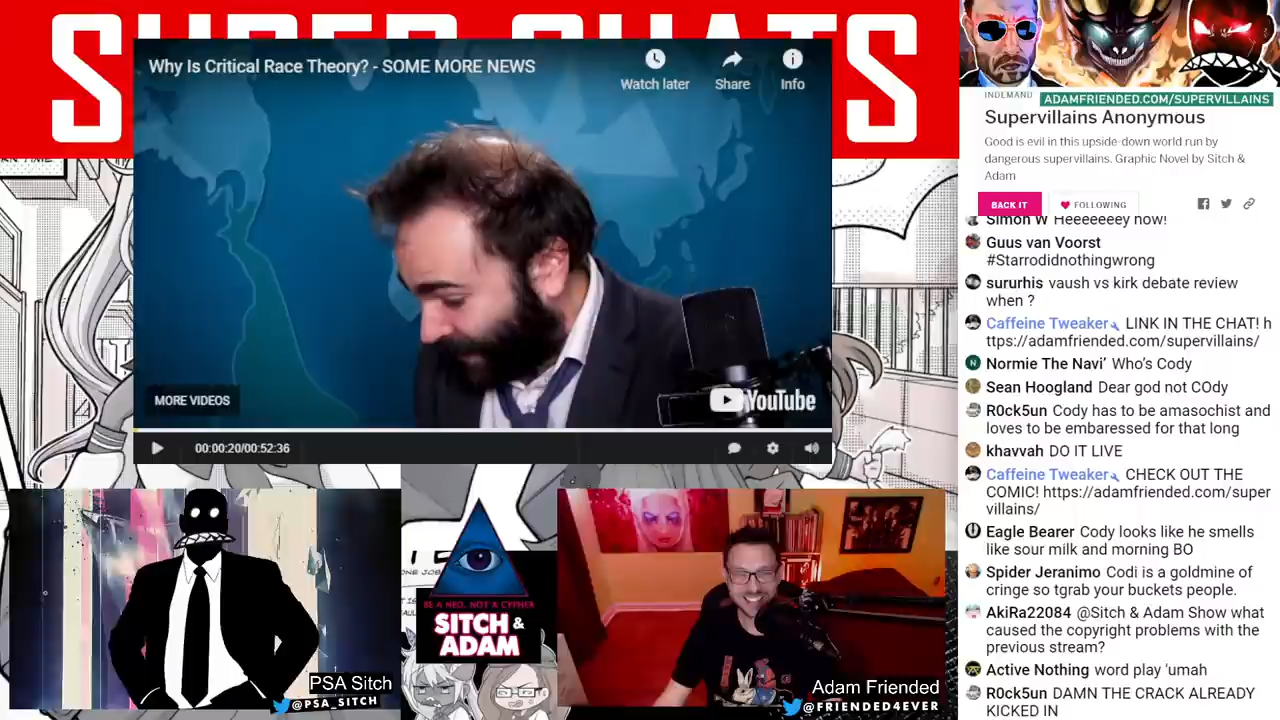 SUPER CHATS
Why Is Critical Race Theory? - SOME MORE NEWS
Watch later
Share
Info
MORE VIDEOS
YouTube
00:00:20/00:52:36
PSA Sitch
@PSA_SITCH
BE A NEO, NOT A CYPHER
SITCH &
ADAM
Adam Friended
@FRIENDED4EVER
INDEMAND
ADAMFRIENDED.COM/SUPERVILLAINS
Supervillains Anonymous
Good is evil in this upside-down world run by
dangerous supervillains. Graphic Novel by Sitch &
Adam
BACK IT
FOLLOWING
Simon W Heeeeeey now!
Guus van Voorst
#Starrodidnothingwrong
sururhis vaush vs kirk debate review
when ?
Caffeine Tweaker LINK IN THE CHAT! h
ttps://adamfriended.com/supervillains/
Normie The Navi’ Who’s Cody
Sean Hoogland Dear god not COdy
R0ck5un Cody has to be amasochist and
loves to be embaressed for that long
khavvah DO IT LIVE
Caffeine Tweaker CHECK OUT THE
COMIC! https://adamfriended.com/super
villains/
Eagle Bearer Cody looks like he smells
like sour milk and morning BO
Spider Jeranimo Codi is a goldmine of
cringe so tgrab your buckets people.
AkiRa22084 @Sitch & Adam Show what
caused the copyright problems with the
previous stream?
Active Nothing word play ‘umah
R0ck5un DAMN THE CRACK ALREADY
KICKED IN